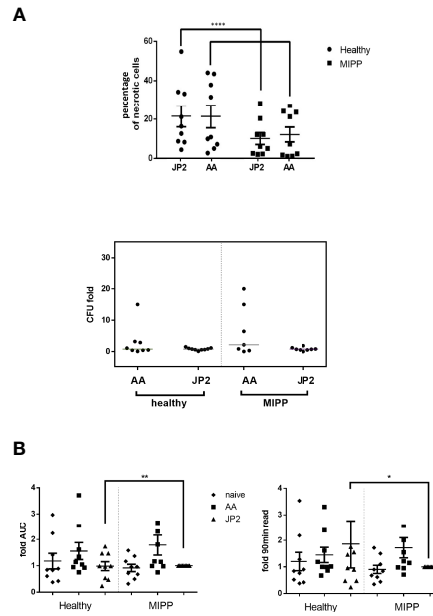 A
****
Healthy
MIPP
percentage
of necrotic cells
60
40
20
0
JP2 AA JP2 AA
CFU fold
30
20
10
0
AA JP2 AA JP2
healthy MIPP
B
**
naive
AA
JP2
fold AUC
4
3
2
1
0
Healthy MIPP
*
fold 90minread
4
3
2
1
0
Healthy MIPP